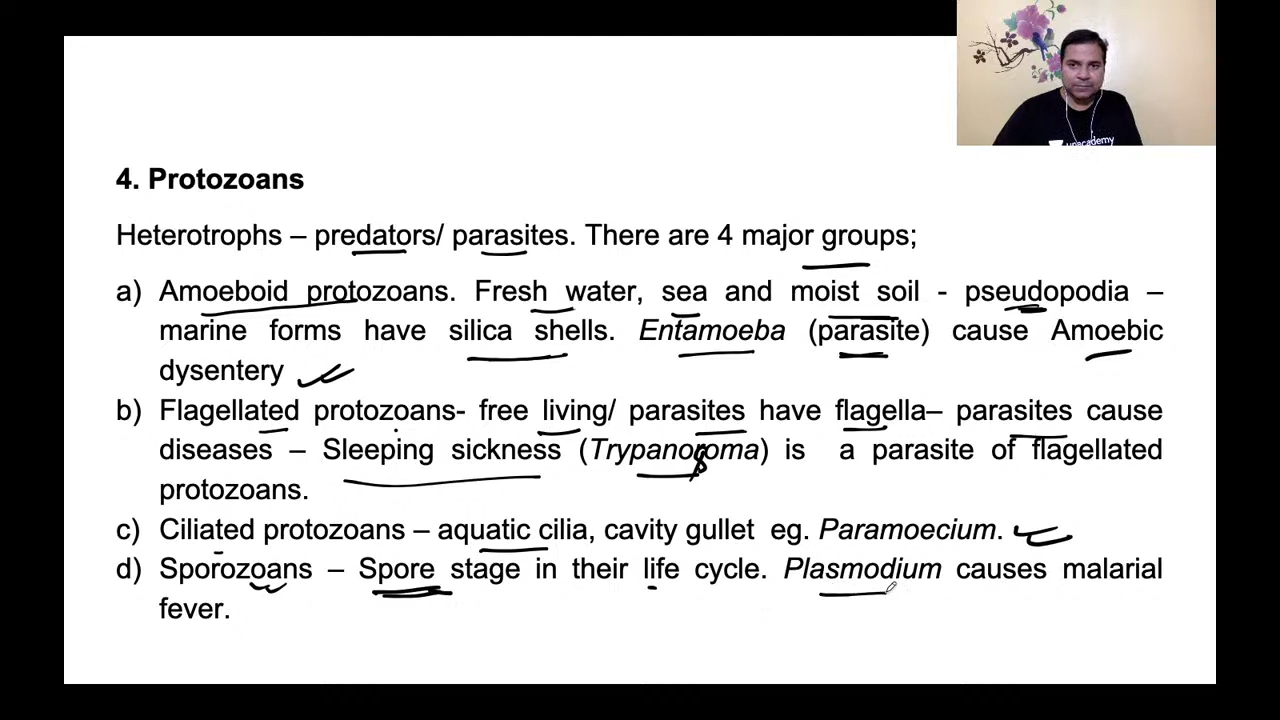 unacademy
4. Protozoans
Heterotrophs – predators/ parasites. There are 4 major groups;
a) Amoeboid protozoans. Fresh water, sea and moist soil - pseudopodia –
marine forms have silica shells. Entamoeba (parasite) cause Amoebic
dysentery
b) Flagellated protozoans- free living/ parasites have flagella– parasites cause
diseases – Sleeping sickness (Trypanosoma) is a parasite of flagellated
protozoans.
c) Ciliated protozoans – aquatic cilia, cavity gullet eg. Paramoecium.
d) Sporozoans – Spore stage in their life cycle. Plasmodium causes malarial
fever.